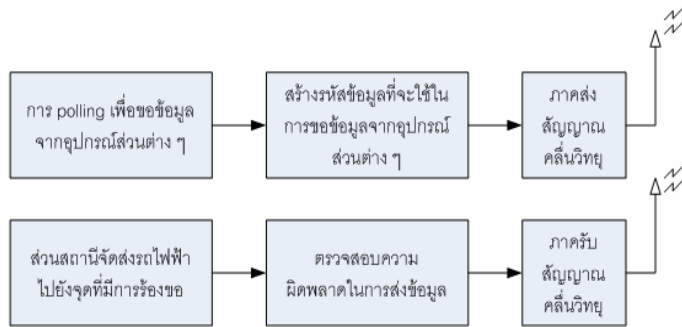 การ polling เพื่อขอข้อมูล
จากอุปกรณ์ส่วนต่าง ๆ
สร้างรหัสข้อมูลที่จะใช้ใน
การขอข้อมูลจากอุปกรณ์
ส่วนต่าง ๆ
ภาคส่ง
สัญญาณ
คลื่นวิทยุ
ส่วนสถานีจัดส่งรถไฟฟ้า
ไปยังจุดที่มีการร้องขอ
ตรวจสอบความ
ผิดพลาดในการส่งข้อมูล
ภาครับ
สัญญาณ
คลื่นวิทยุ